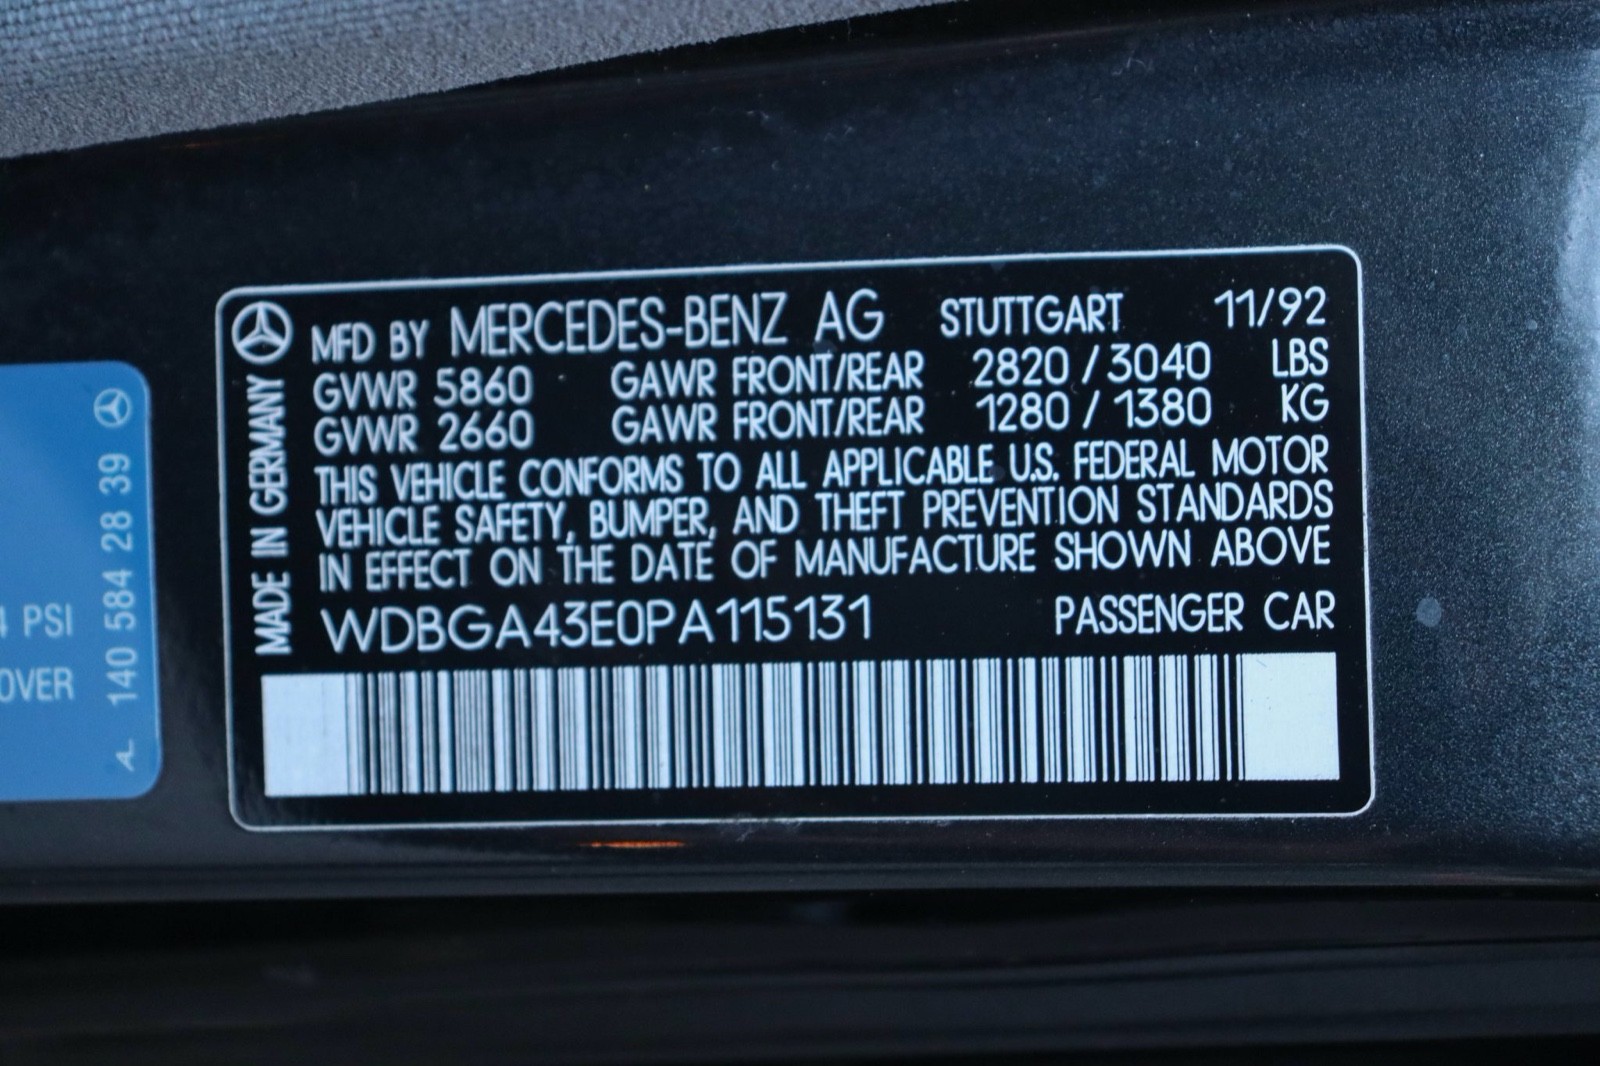 MFD BY MERCEDES-BENZ AG STUTTGART 11/92
GVWR 5860 GAWR FRONT/REAR 2820 / 3040 LBS
GVWR 2660 GAWR FRONT/REAR 1280 / 1380 KG
THIS VEHICLE CONFORMS TO ALL APPLICABLE U.S. FEDERAL MOTOR
VEHICLE SAFETY, BUMPER, AND THEFT PREVENTION STANDARDS
IN EFFECT ON THE DATE OF MANUFACTURE SHOWN ABOVE
WDBGA43E0PA115131 PASSENGER CAR
MADE IN GERMANY
4 PSI
OVER
140 584 28 39